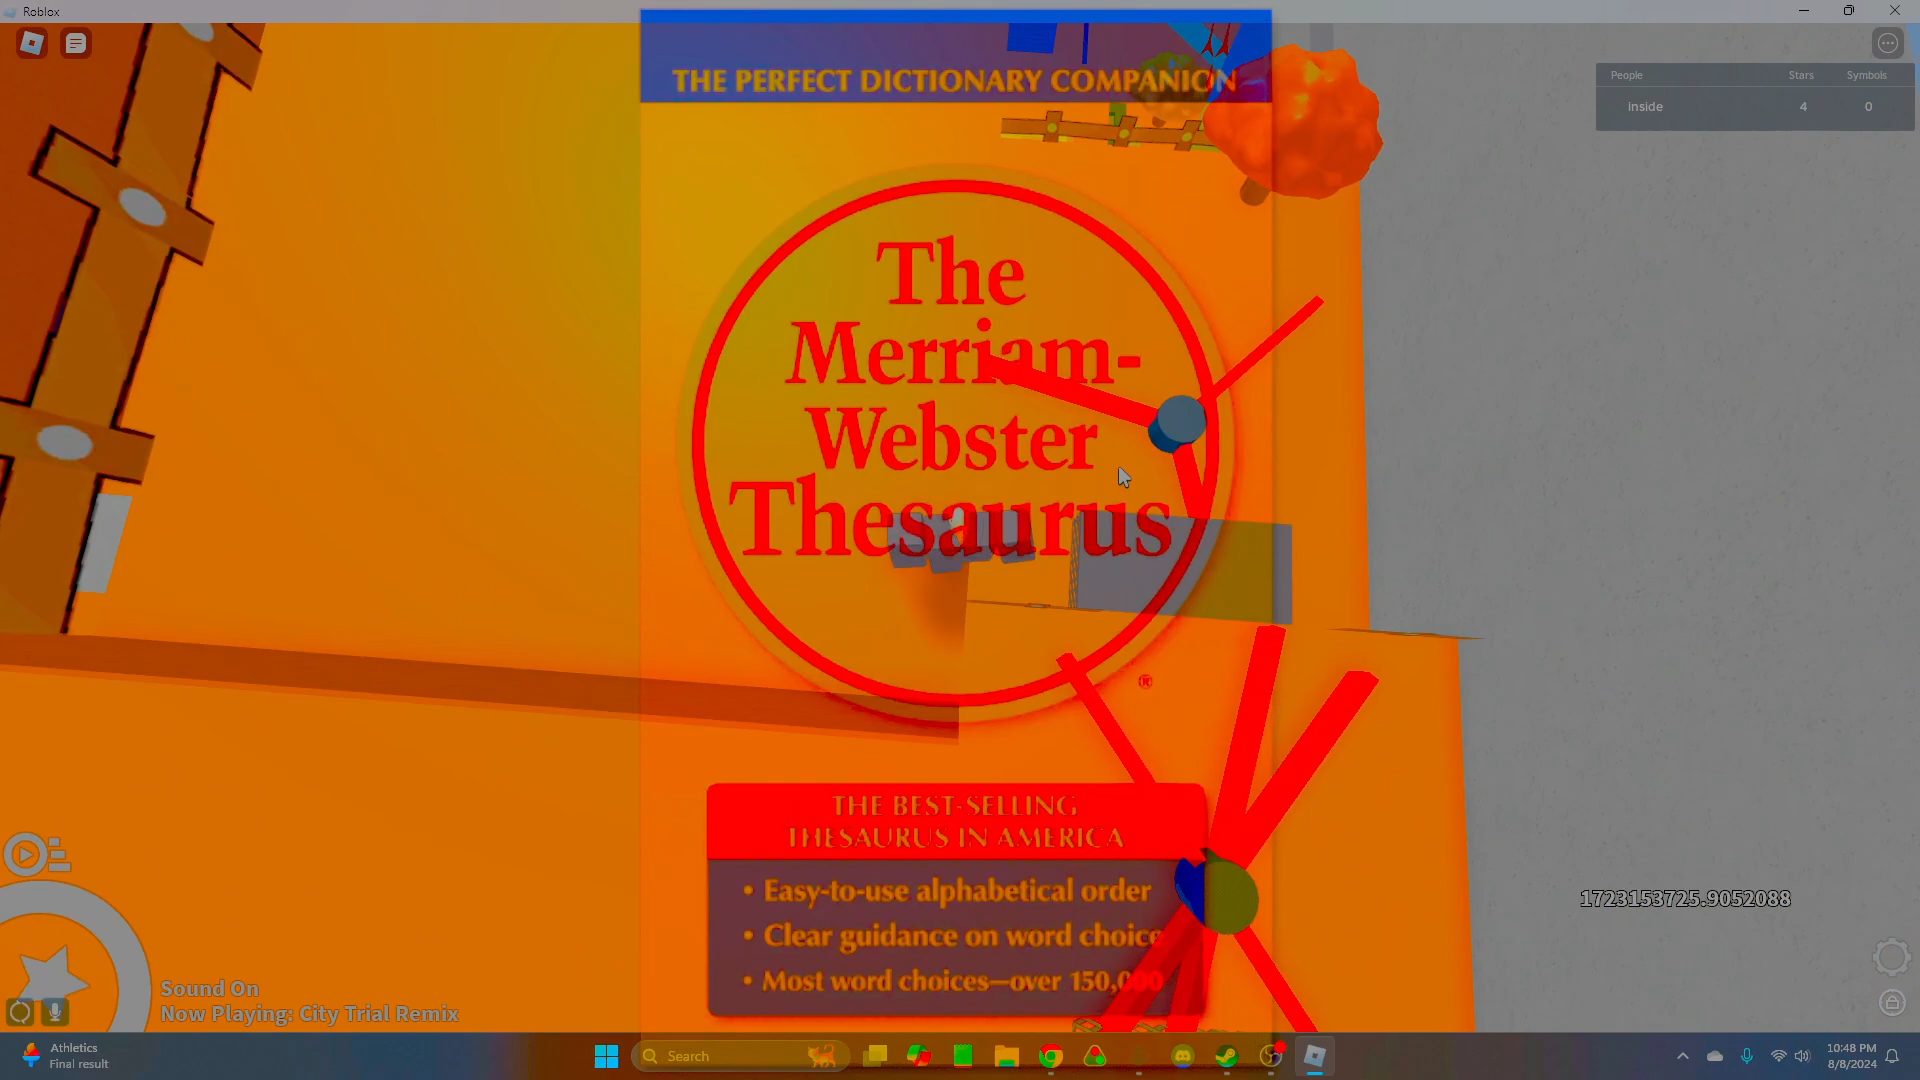 Roblox
THE PERFECT DICTIONARY COMPANION
People Stars Symbols
inside 4 0
The
Merriam-
Webster
Thesaurus
®
THE BEST-SELLING
THESAURUS IN AMERICA
• Easy-to-use alphabetical order
• Clear guidance on word choice
• Most word choices—over 150,000
1723153725.9052088
Sound On
Now Playing: City Trial Remix
Athletics
Final result
Search
10:48 PM
8/8/2024